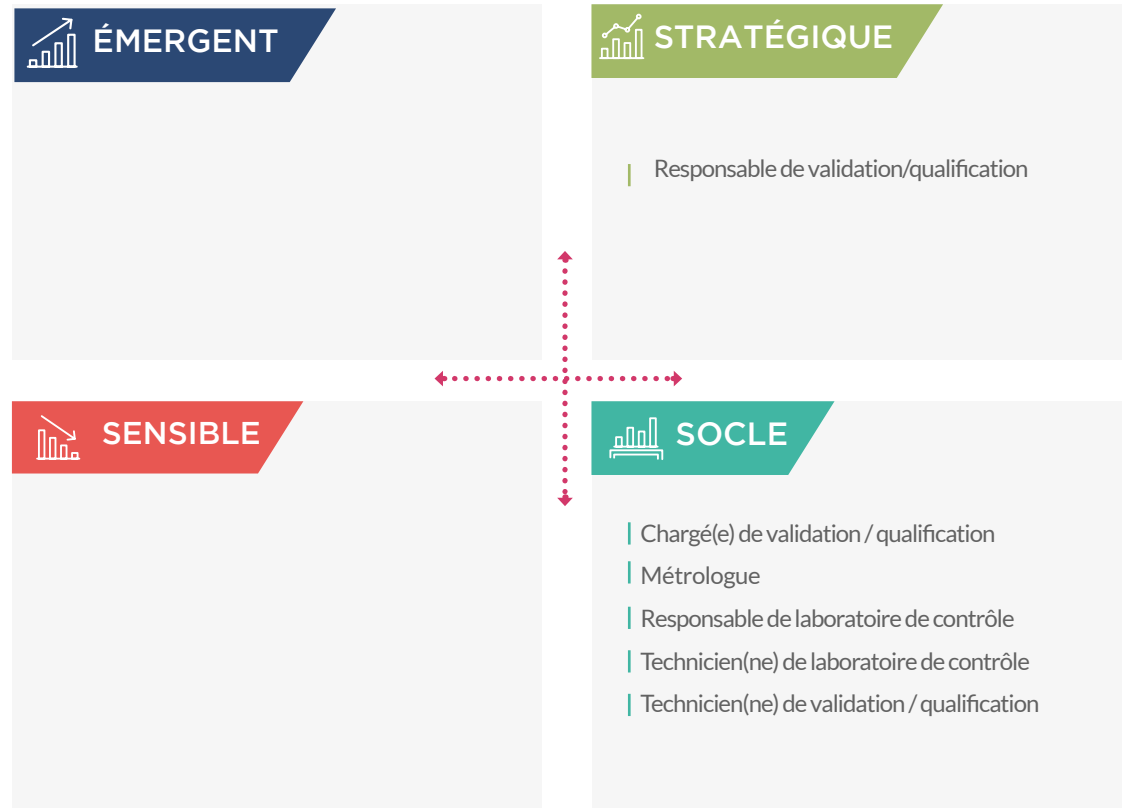 ÉMERGENT
STRATÉGIQUE
Responsable de validation/qualification
SENSIBLE
SOCLE
Chargé(e) de validation / qualification
Métrologue
Responsable de laboratoire de contrôle
Technicien(ne) de laboratoire de contrôle
Technicien(ne) de validation / qualification